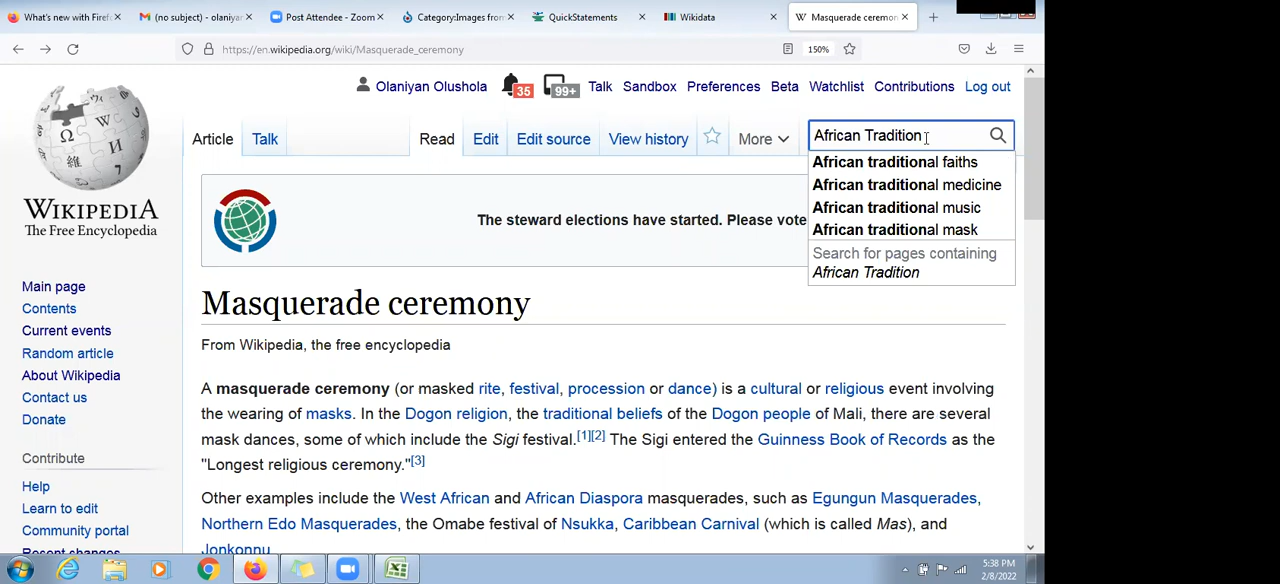 What's new in Firef
(no subject) - olaniyar
Post Attendee - Zoom
Category:Images from
QuickStatements
Wikidata
Masquerade ceremon
https://en.wikipedia.org/wiki/Masquerade_ceremony
150%
Olaniyan Olushola
35
99+
Talk
Sandbox
Preferences
Beta
Watchlist
Contributions
Log out
Article
Talk
Read
Edit
Edit source
View history
More
African Tradition
African traditional faiths
African traditional medicine
African traditional music
African traditional mask
Search for pages containing
African Tradition
WIKIPEDIA
The Free Encyclopedia
Main page
Contents
Current events
Random article
About Wikipedia
Contact us
Donate
Contribute
Help
Learn to edit
Community portal
Recent changes
The steward elections have started. Please vote
Masquerade ceremony
From Wikipedia, the free encyclopedia
A masquerade ceremony (or masked rite, festival, procession or dance) is a cultural or religious event involving
the wearing of masks. In the Dogon religion, the traditional beliefs of the Dogon people of Mali, there are several
mask dances, some of which include the Sigi festival.[1][2] The Sigi entered the Guinness Book of Records as the
"Longest religious ceremony."[3]
Other examples include the West African and African Diaspora masquerades, such as Egungun Masquerades,
Northern Edo Masquerades, the Omabe festival of Nsukka, Caribbean Carnival (which is called Mas), and
Jonkonnu
5:38 PM
2/8/2022